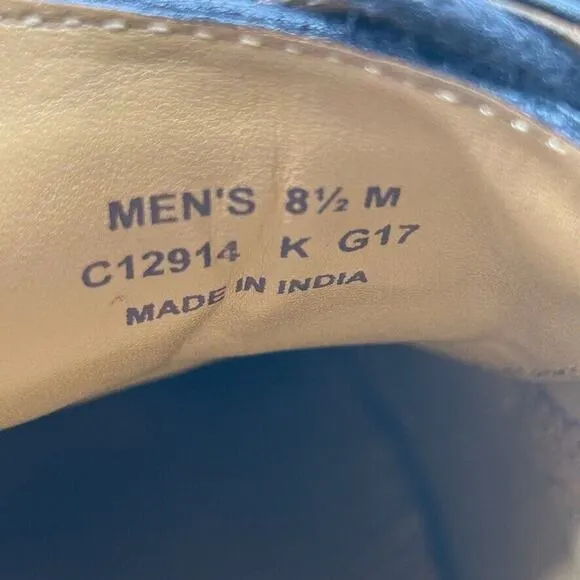 MEN'S 8½ M
C12914 K G17
MADE IN INDIA